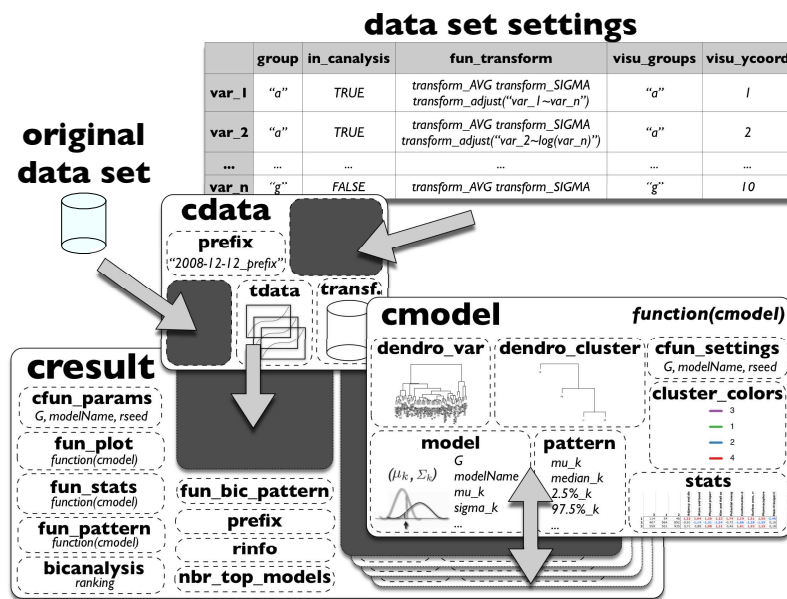 data set settings
group in_canalysis fun_transform visu_groups visu_ycoord
var_1 "a" TRUE transform_AVG transform_SIGMA transform_adjust("var_1~var_n") "a" 1
var_2 "a" TRUE transform_AVG transform_SIGMA transform_adjust("var_2~log(var_n)") "a" 2
... ... ... ... ... ...
var_n "g" FALSE transform_AVG transform_SIGMA "g" 10
original
data set
cdata
prefix
"2008-12-12_prefix"
tdata
transf.
cmodel
function(cmodel)
dendro_var
dendro_cluster
cfun_settings
G, modelName, rseed
cluster_colors
3
1
2
4
model
(μk, Σk)
G
modelName
mu_k
sigma_k
...
pattern
mu_k
median_k
2.5%_k
97.5%_k
...
stats
cresult
cfun_params
G, modelName, rseed
fun_plot
function(cmodel)
fun_stats
function(cmodel)
fun_pattern
function(cmodel)
bicanalysis
ranking
fun_bic_pattern
prefix
rinfo
nbr_top_models